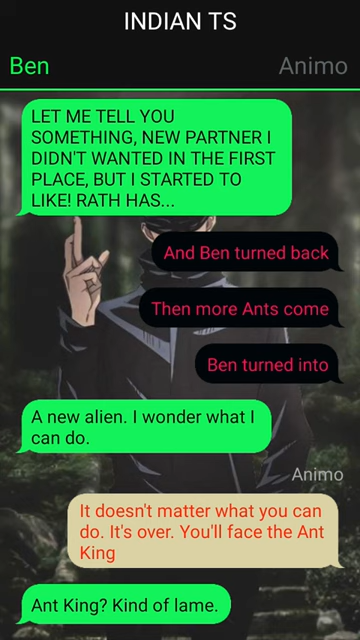 INDIAN TS
Ben
Animo
LET ME TELL YOU
SOMETHING, NEW PARTNER I
DIDN'T WANTED IN THE FIRST
PLACE, BUT I STARTED TO
LIKE! RATH HAS...
And Ben turned back
Then more Ants come
Ben turned into
A new alien. I wonder what I
can do.
Animo
It doesn't matter what you can
do. It's over. You'll face the Ant
King
Ant King? Kind of lame.